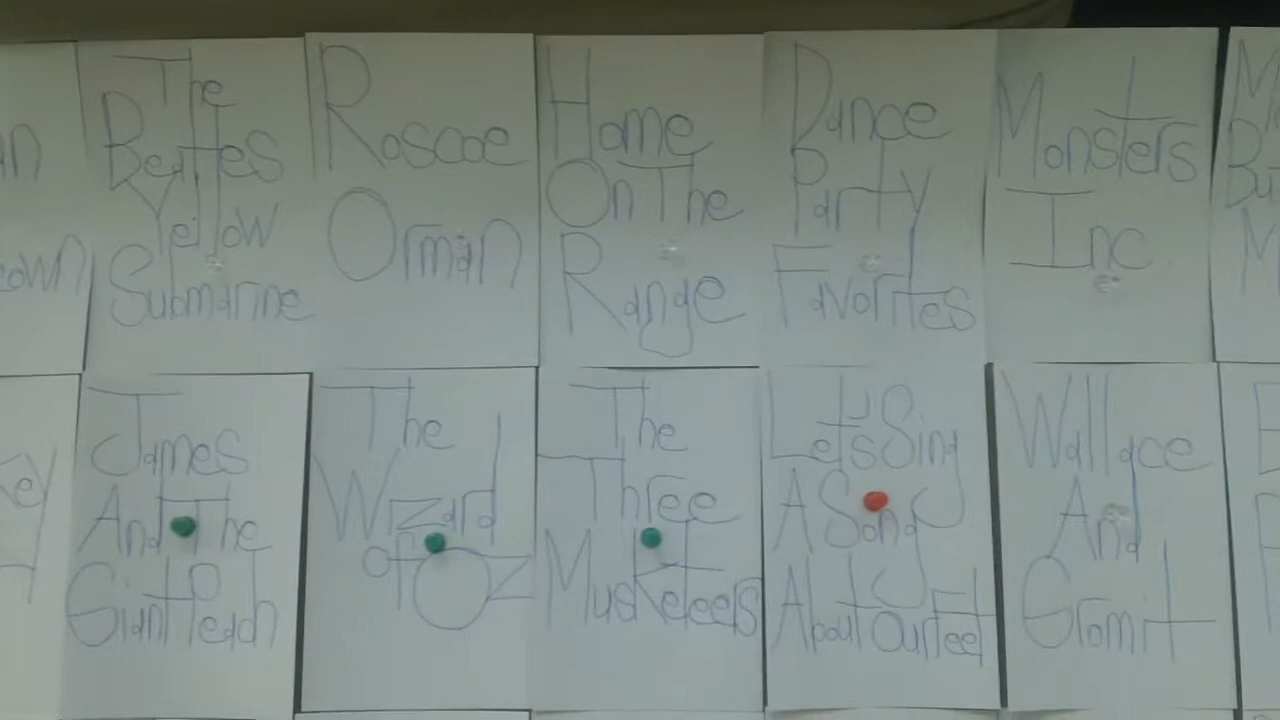 The
Beatles
Yellow
Submarine
Roscoe
Orman
Home
On The
Range
Dance
Party
Favorites
Monsters
Inc
James
And The
Giant Peach
The
Wizard
Of Oz
The
Three
Musketeers
Let's Sing
A Song
About Our Feet
Wallace
And
Gromit